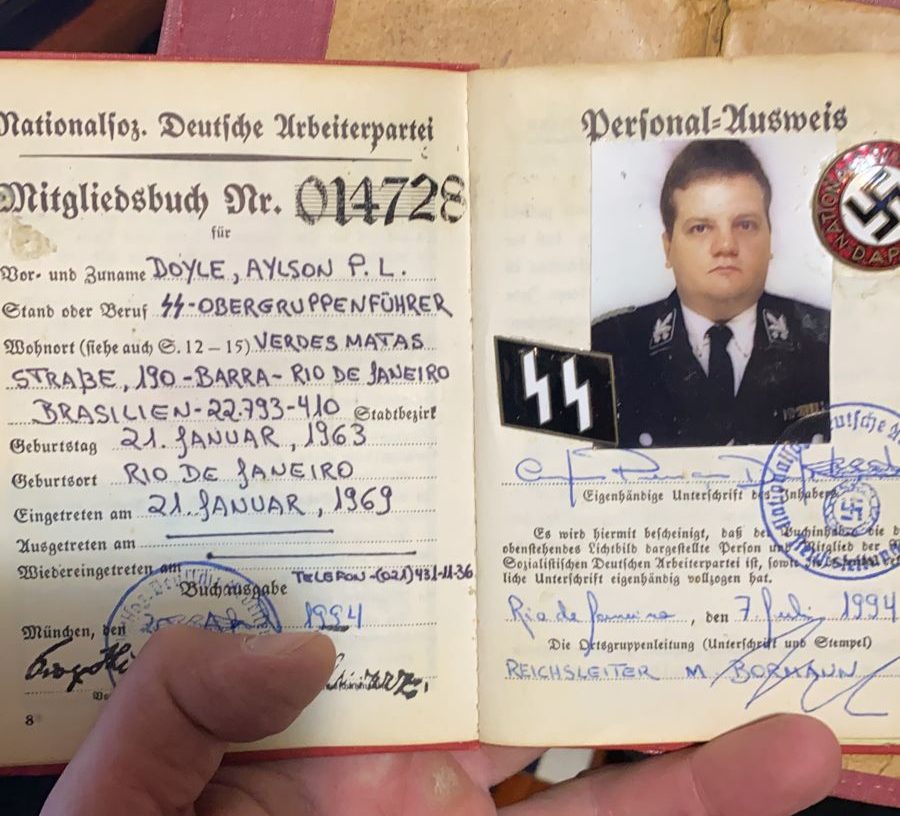 Nationalsoz. Deutsche Arbeiterpartei
Mitgliedsbuch Nr. 014728
für
Vor- und Zuname DOYLE, AYLSON P. L.
Stand oder Beruf SS-OBERGRUPPENFÜHRER
Wohnort (siehe auch S. 12 – 15) VERDES MATAS
STRAßE, 190 - BARRA - RIO DE JANEIRO
BRASILIEN - 22.793-410 Stadtbezirk
Geburtstag 21. JANUAR, 1963
Geburtsort RIO DE JANEIRO
Eingetreten am 21. JANUAR, 1969
Ausgetreten am
Wiedereingetreten am
TELEFON - (021) 431-11-36
Buchausgabe
München, den 1994
8
Personal-Ausweis
NATION
D.A.P.
SS
Eigenhändige Unterschrift des Inhabers
Es wird hiermit bescheinigt, daß der Buchinhaber die
obenstehendes Lichtbild dargestellte Person und Mitglied der
Sozialistischen Deutschen Arbeiterpartei ist, sowie
liche Unterschrift eigenhändig vollzogen hat.
Rio de Janeiro, den 7. Juli 1994
Die Ortsgruppenleitung (Unterschrift und Stempel)
REICHSLEITER M. BORMANN